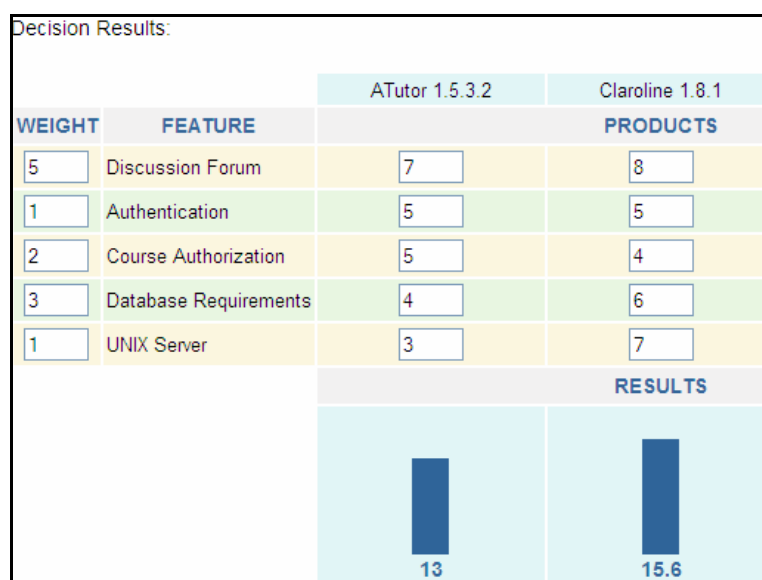 Decision Results:
ATutor 1.5.3.2 Claroline 1.8.1
WEIGHT FEATURE PRODUCTS
5 Discussion Forum 7 8
1 Authentication 5 5
2 Course Authorization 5 4
3 Database Requirements 4 6
1 UNIX Server 3 7
RESULTS
13 15.6